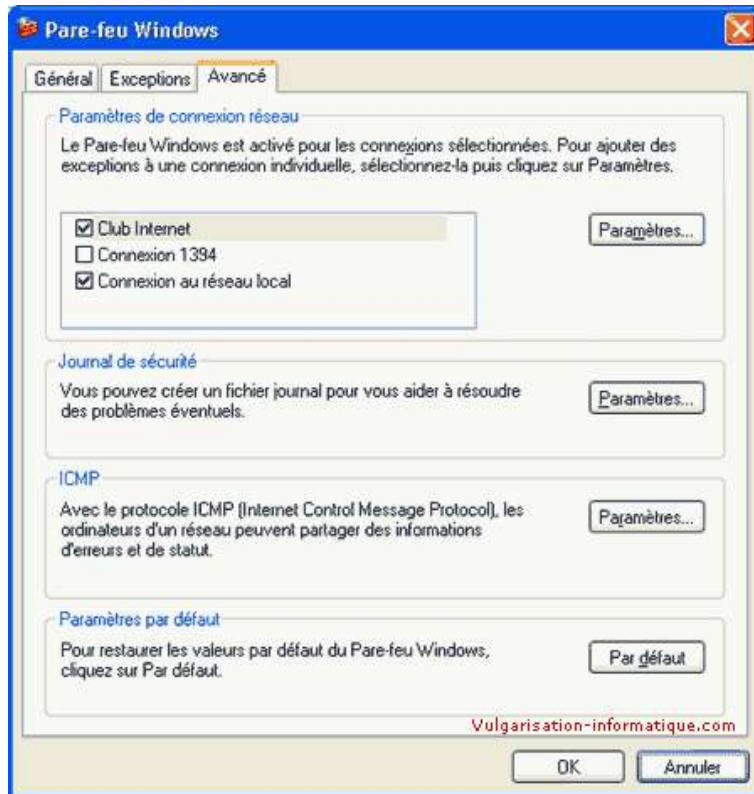 Pare-feu Windows
Général
Exceptions
Avancé
Paramètres de connexion réseau
Le Pare-feu Windows est activé pour les connexions sélectionnées. Pour ajouter des
exceptions à une connexion individuelle, sélectionnez-la puis cliquez sur Paramètres.
Club Internet
Connexion 1394
Connexion au réseau local
Paramètres...
Journal de sécurité
Vous pouvez créer un fichier journal pour vous aider à résoudre
des problèmes éventuels.
Paramètres...
ICMP
Avec le protocole ICMP (Internet Control Message Protocol), les
ordinateurs d'un réseau peuvent partager des informations
d'erreurs et de statut.
Paramètres...
Paramètres par défaut
Pour restaurer les valeurs par défaut du Pare-feu Windows,
cliquez sur Par défaut.
Par défaut
Vulgarisation-informatique.com
OK
Annuler